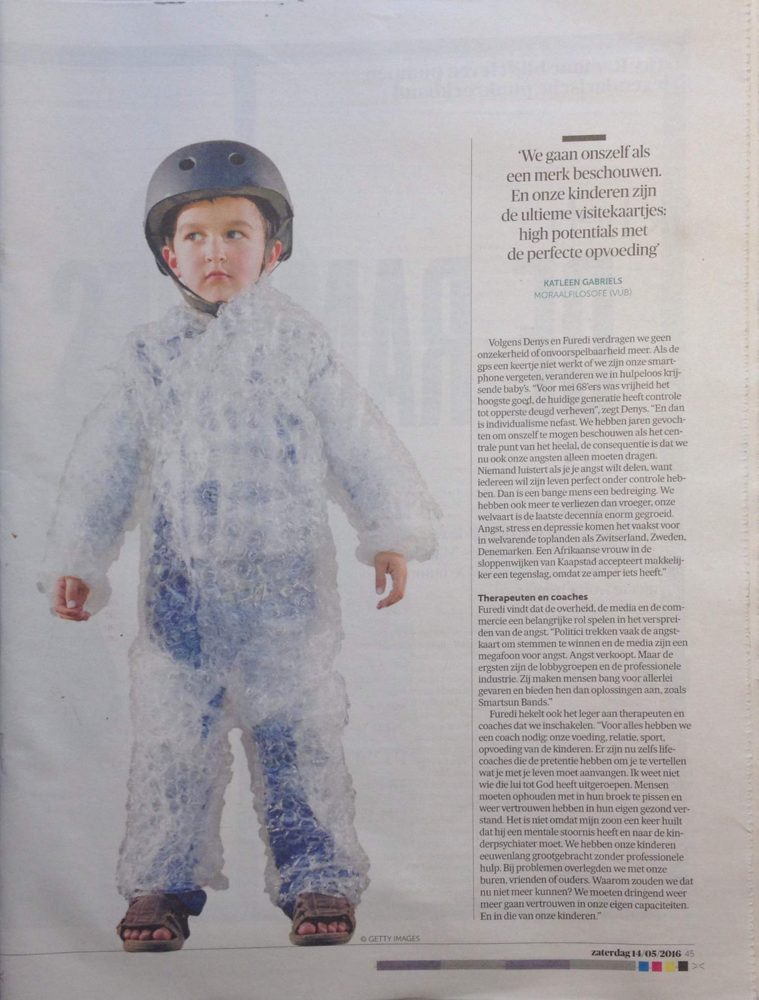 ‘We gaan onszelf als
een merk beschouwen.
En onze kinderen zijn
de ultieme visitekaartjes:
high potentials met
de perfecte opvoeding’
KATLEEN GABRIELS
MORAALFILOSOFE (VUB)
Volgens Denys en Furedi verdragen we geen
onzekerheid of onvoorspelbaarheid meer. Als de
gps een keertje niet werkt of we zijn onze smart-
phone vergeten, veranderen we in hulpeloos krij-
sende baby’s. “Voor mei 68’ers was vrijheid het
hoogste goed, de huidige generatie heeft controle
tot opperste deugd verheven”, zegt Denys. “En dan
is individualisme nefast. We hebben jaren gevoch-
ten om onszelf te mogen beschouwen als het cen-
trale punt van het heelal, de consequentie is dat we
nu ook onze angsten alleen moeten dragen.
Niemand luistert als je je angst wilt delen, want
iedereen wil zijn leven perfect onder controle heb-
ben. Dan is een bange mens een bedreiging. We
hebben ook meer te verliezen dan vroeger, onze
welvaart is de laatste decennia enorm gegroeid.
Angst, stress en depressie komen het vaakst voor
in welvarende toplanden als Zwitserland, Zweden,
Denemarken. Een Afrikaanse vrouw in de
sloppenwijken van Kaapstad accepteert makkelij-
ker een tegenslag, omdat ze amper iets heeft.”
Therapeuten en coaches
Furedi vindt dat de overheid, de media en de com-
mercie een belangrijke rol spelen in het versprei-
den van de angst. “Politici trekken vaak de angst-
kaart om stemmen te winnen en de media zijn een
megafoon voor angst. Angst verkoopt. Maar de
ergsten zijn de lobbygroepen en de professionele
industrie. Zij maken mensen bang voor allerlei
gevaren en bieden hen dan oplossingen aan, zoals
Smartsun Bands.”
Furedi hekelt ook het leger aan therapeuten en
coaches dat we inschakelen. “Voor alles hebben we
een coach nodig: onze voeding, relatie, sport,
opvoeding van de kinderen. Er zijn nu zelfs life-
coaches die de pretentie hebben om je te vertellen
wat je met je leven moet aanvangen. Ik weet niet
wie die lui tot God heeft uitgeroepen. Mensen
moeten ophouden met in hun broek te pissen en
weer vertrouwen hebben in hun eigen gezond ver-
stand. Het is niet omdat mijn zoon een keer huilt
dat hij een mentale stoornis heeft en naar de kin-
derpsychiater moet. We hebben onze kinderen
eeuwenlang grootgebracht zonder professionele
hulp. Bij problemen overlegden we met onze
buren, vrienden of ouders. Waarom zouden we dat
nu niet meer kunnen? We moeten dringend weer
meer gaan vertrouwen in onze eigen capaciteiten.
En in die van onze kinderen.”
© GETTY IMAGES
zaterdag 14/05/2016 45